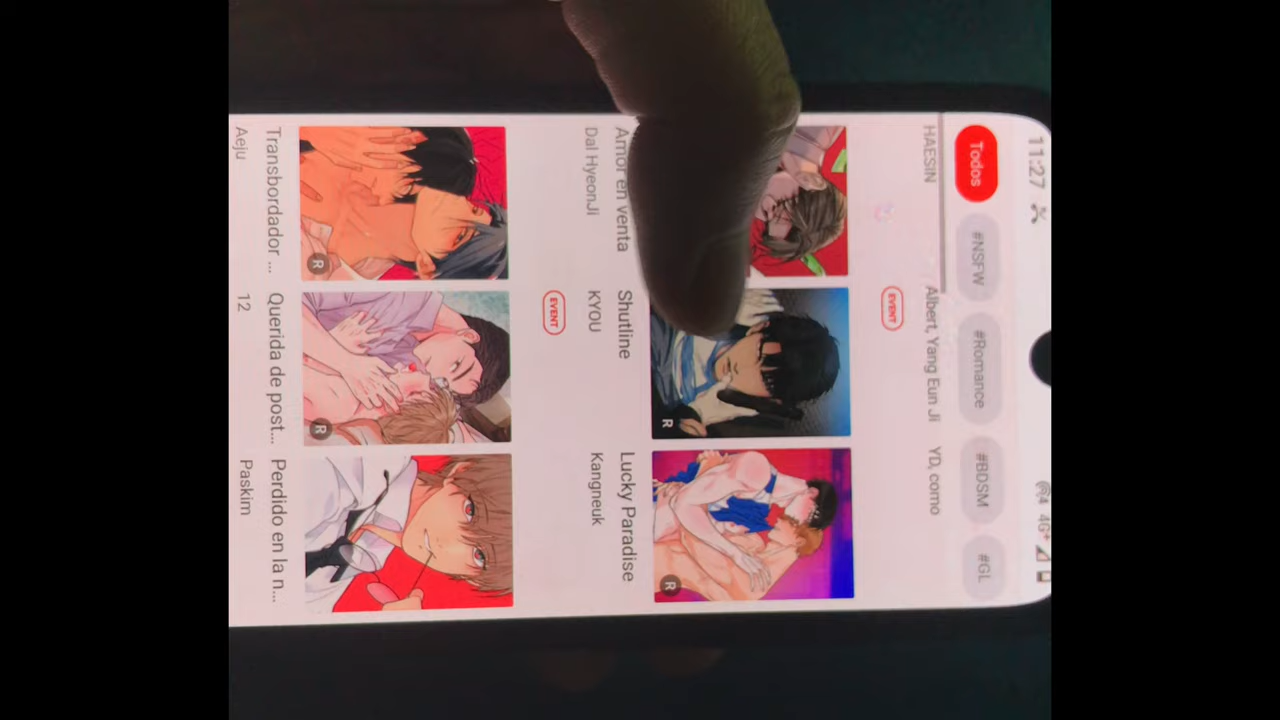 11:27
4G+
Todos
#NSFW
#Romance
#BDSM
#GL
HAESIN
Albert, Yang Eun Ji
YD, como
EVENT
R
R
Amor en venta
Dal HyeonJi
Shutline
KYOU
Lucky Paradise
Kangneuk
EVENT
R
R
Transbordador ...
Aeju
Querida de post...
12
Perdido en la n...
Paskim